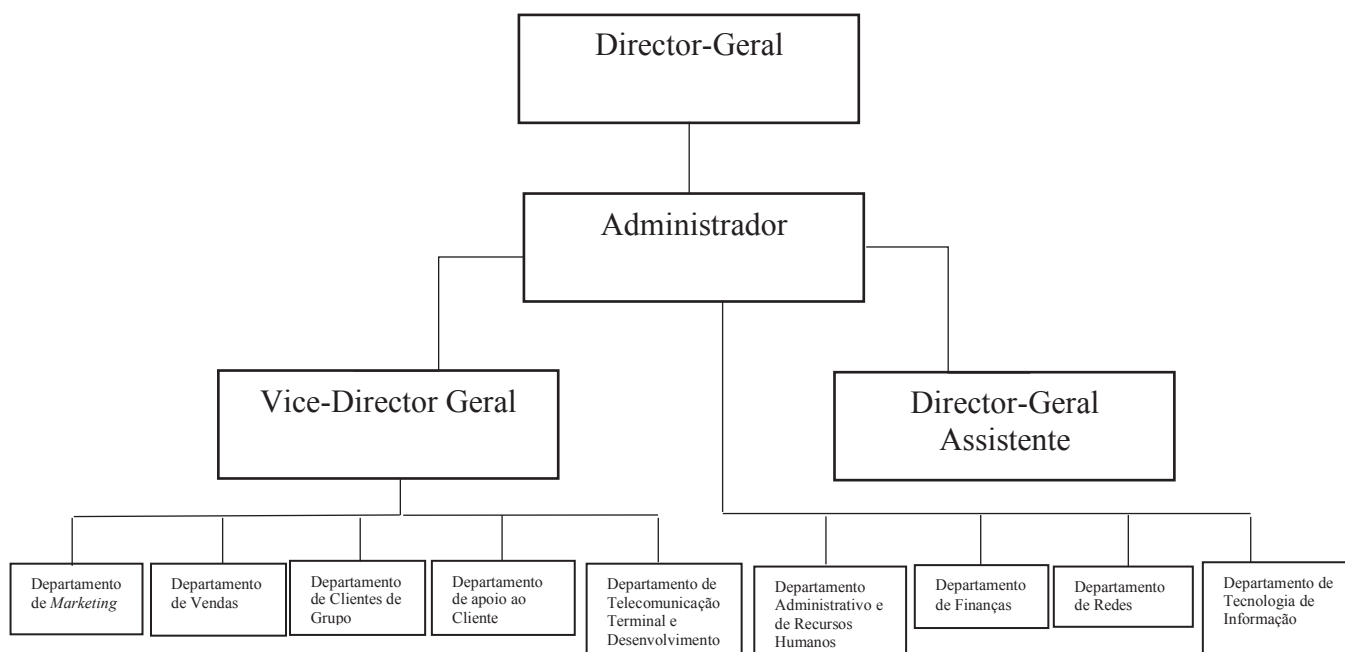 Director-Geral
Administrador
Vice-Director Geral
Director-Geral
Assistente
Departamento
de Marketing
Departamento
de Vendas
Departamento
de Clientes de
Grupo
Departamento
de apoio ao
Cliente
Departamento de
Telecomunicação
Terminal e
Desenvolvimento
Departamento
Administrativo e
de Recursos
Humanos
Departamento
de Finanças
Departamento
de Redes
Departamento de
Tecnologia de
Informação